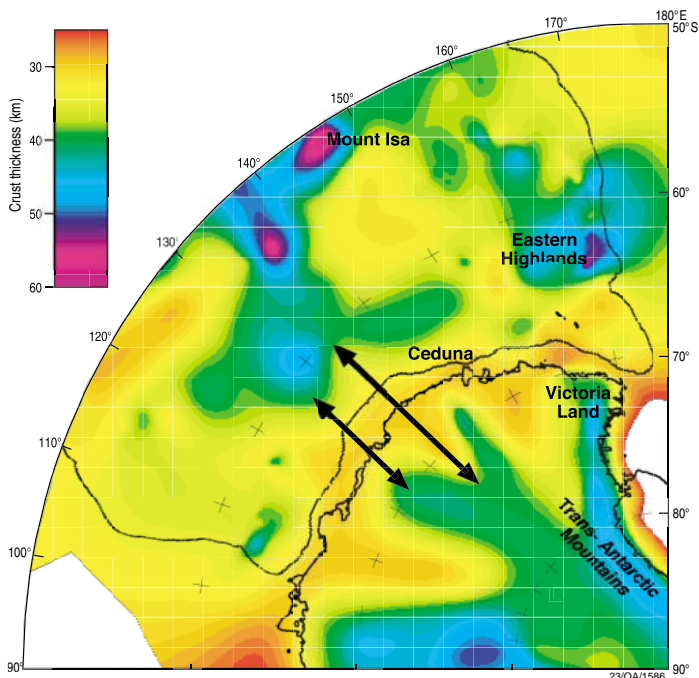 180°E
50°S
170°
160°
150°
140°
130°
120°
110°
100°
90°
60°
70°
80°
90°
Crust thickness (km)
30
40
50
60
Mount Isa
Eastern
Highlands
Ceduna
Victoria
Land
Trans- Antarctic
Mountains
23/OA/1586